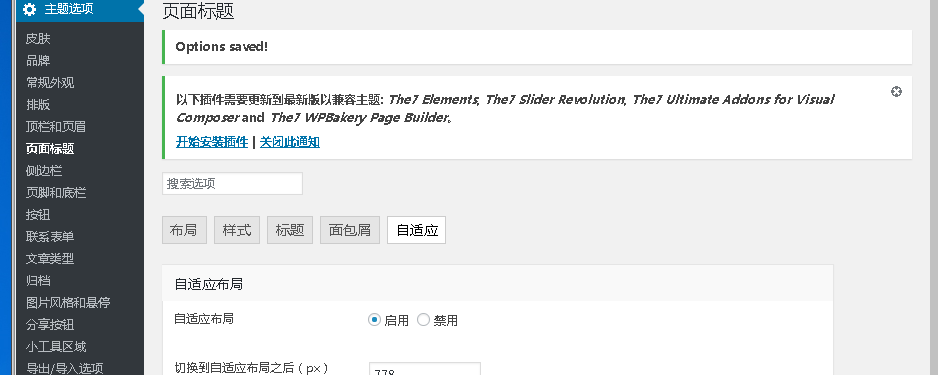 主题选项
皮肤
品牌
常规外观
排版
顶栏和页眉
页面标题
侧边栏
页脚和底栏
按钮
联系表单
文章类型
归档
图片风格和悬停
分享按钮
小工具区域
导出/导入选项
页面标题
Options saved!
以下插件需要更新到最新版以兼容主题: The7 Elements, The7 Slider Revolution, The7 Ultimate Addons for Visual
Composer and The7 WPBakery Page Builder。
开始安装插件 | 关闭此通知
搜索选项
布局 样式 标题 面包屑 自适应
自适应布局
自适应布局 启用 禁用
切换到自适应布局之后（px） 778